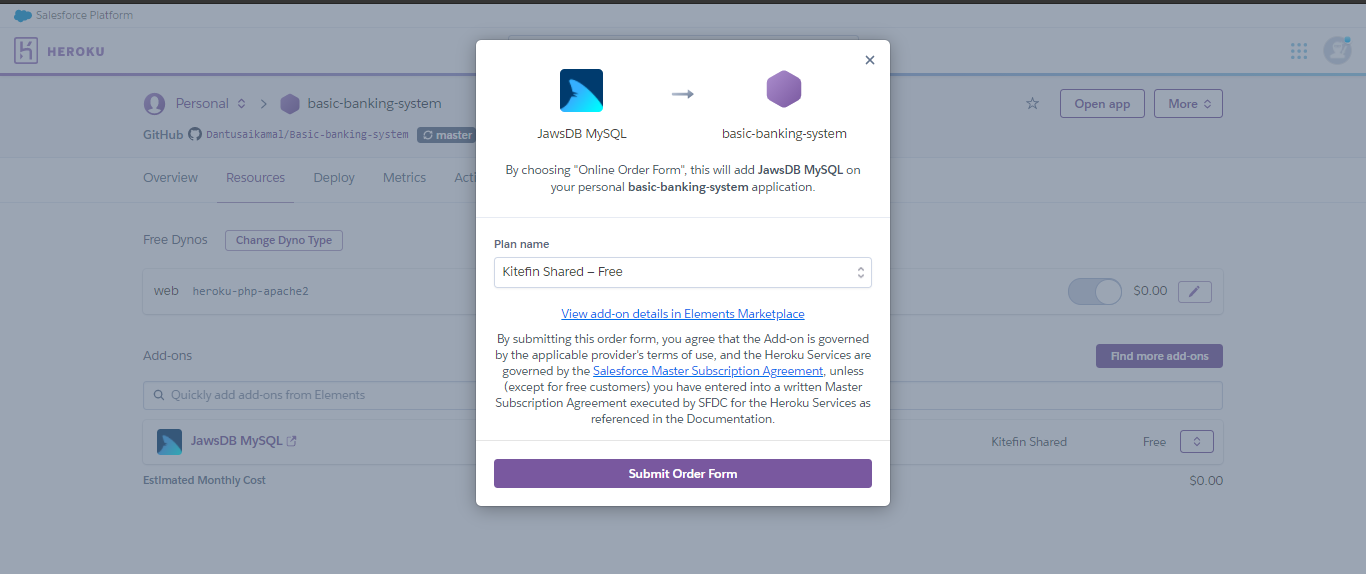 Salesforce Platform
HEROKU
Personal
basic-banking-system
Open app
More
GitHub Dantusaikamal/Basic-banking-system master
Overview
Resources
Deploy
Metrics
Acti
Free Dynos
Change Dyno Type
web heroku-php-apache2
$0.00
Add-ons
Find more add-ons
Quickly add add-ons from Elements
JawsDB MySQL
Kitefin Shared
Free
Estimated Monthly Cost
$0.00
JawsDB MySQL
basic-banking-system
By choosing "Online Order Form", this will add JawsDB MySQL on
your personal basic-banking-system application.
Plan name
Kitefin Shared – Free
View add-on details in Elements Marketplace
By submitting this order form, you agree that the Add-on is governed
by the applicable provider's terms of use, and the Heroku Services are
governed by the Salesforce Master Subscription Agreement, unless
(except for free customers) you have entered into a written Master
Subscription Agreement executed by SFDC for the Heroku Services as
referenced in the Documentation.
Submit Order Form